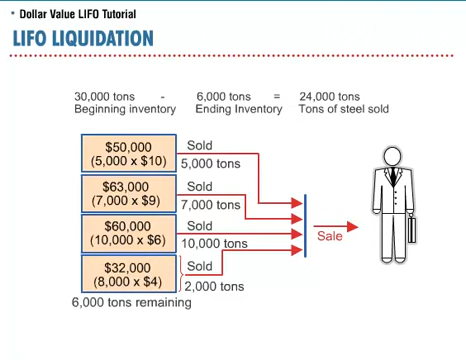 • Dollar Value LIFO Tutorial
LIFO LIQUIDATION
30,000 tons - 6,000 tons = 24,000 tons
Beginning inventory Ending Inventory Tons of steel sold
$50,000
(5,000 x $10)
Sold
5,000 tons
$63,000
(7,000 x $9)
Sold
7,000 tons
$60,000
(10,000 x $6)
Sold
10,000 tons
$32,000
(8,000 x $4)
Sold
2,000 tons
6,000 tons remaining
Sale